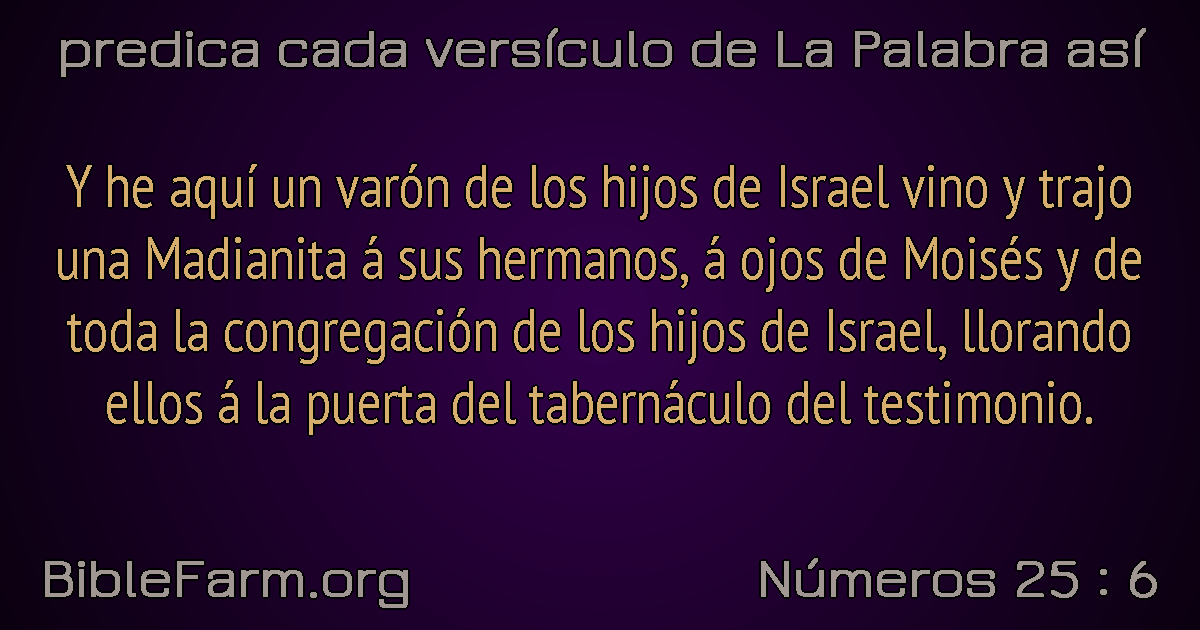 predica cada versículo de La Palabra así
Y he aquí un varón de los hijos de Israel vino y trajo
una Madianita á sus hermanos, á ojos de Moisés y de
toda la congregación de los hijos de Israel, llorando
ellos á la puerta del tabernáculo del testimonio.
BibleFarm.org
Números 25 : 6